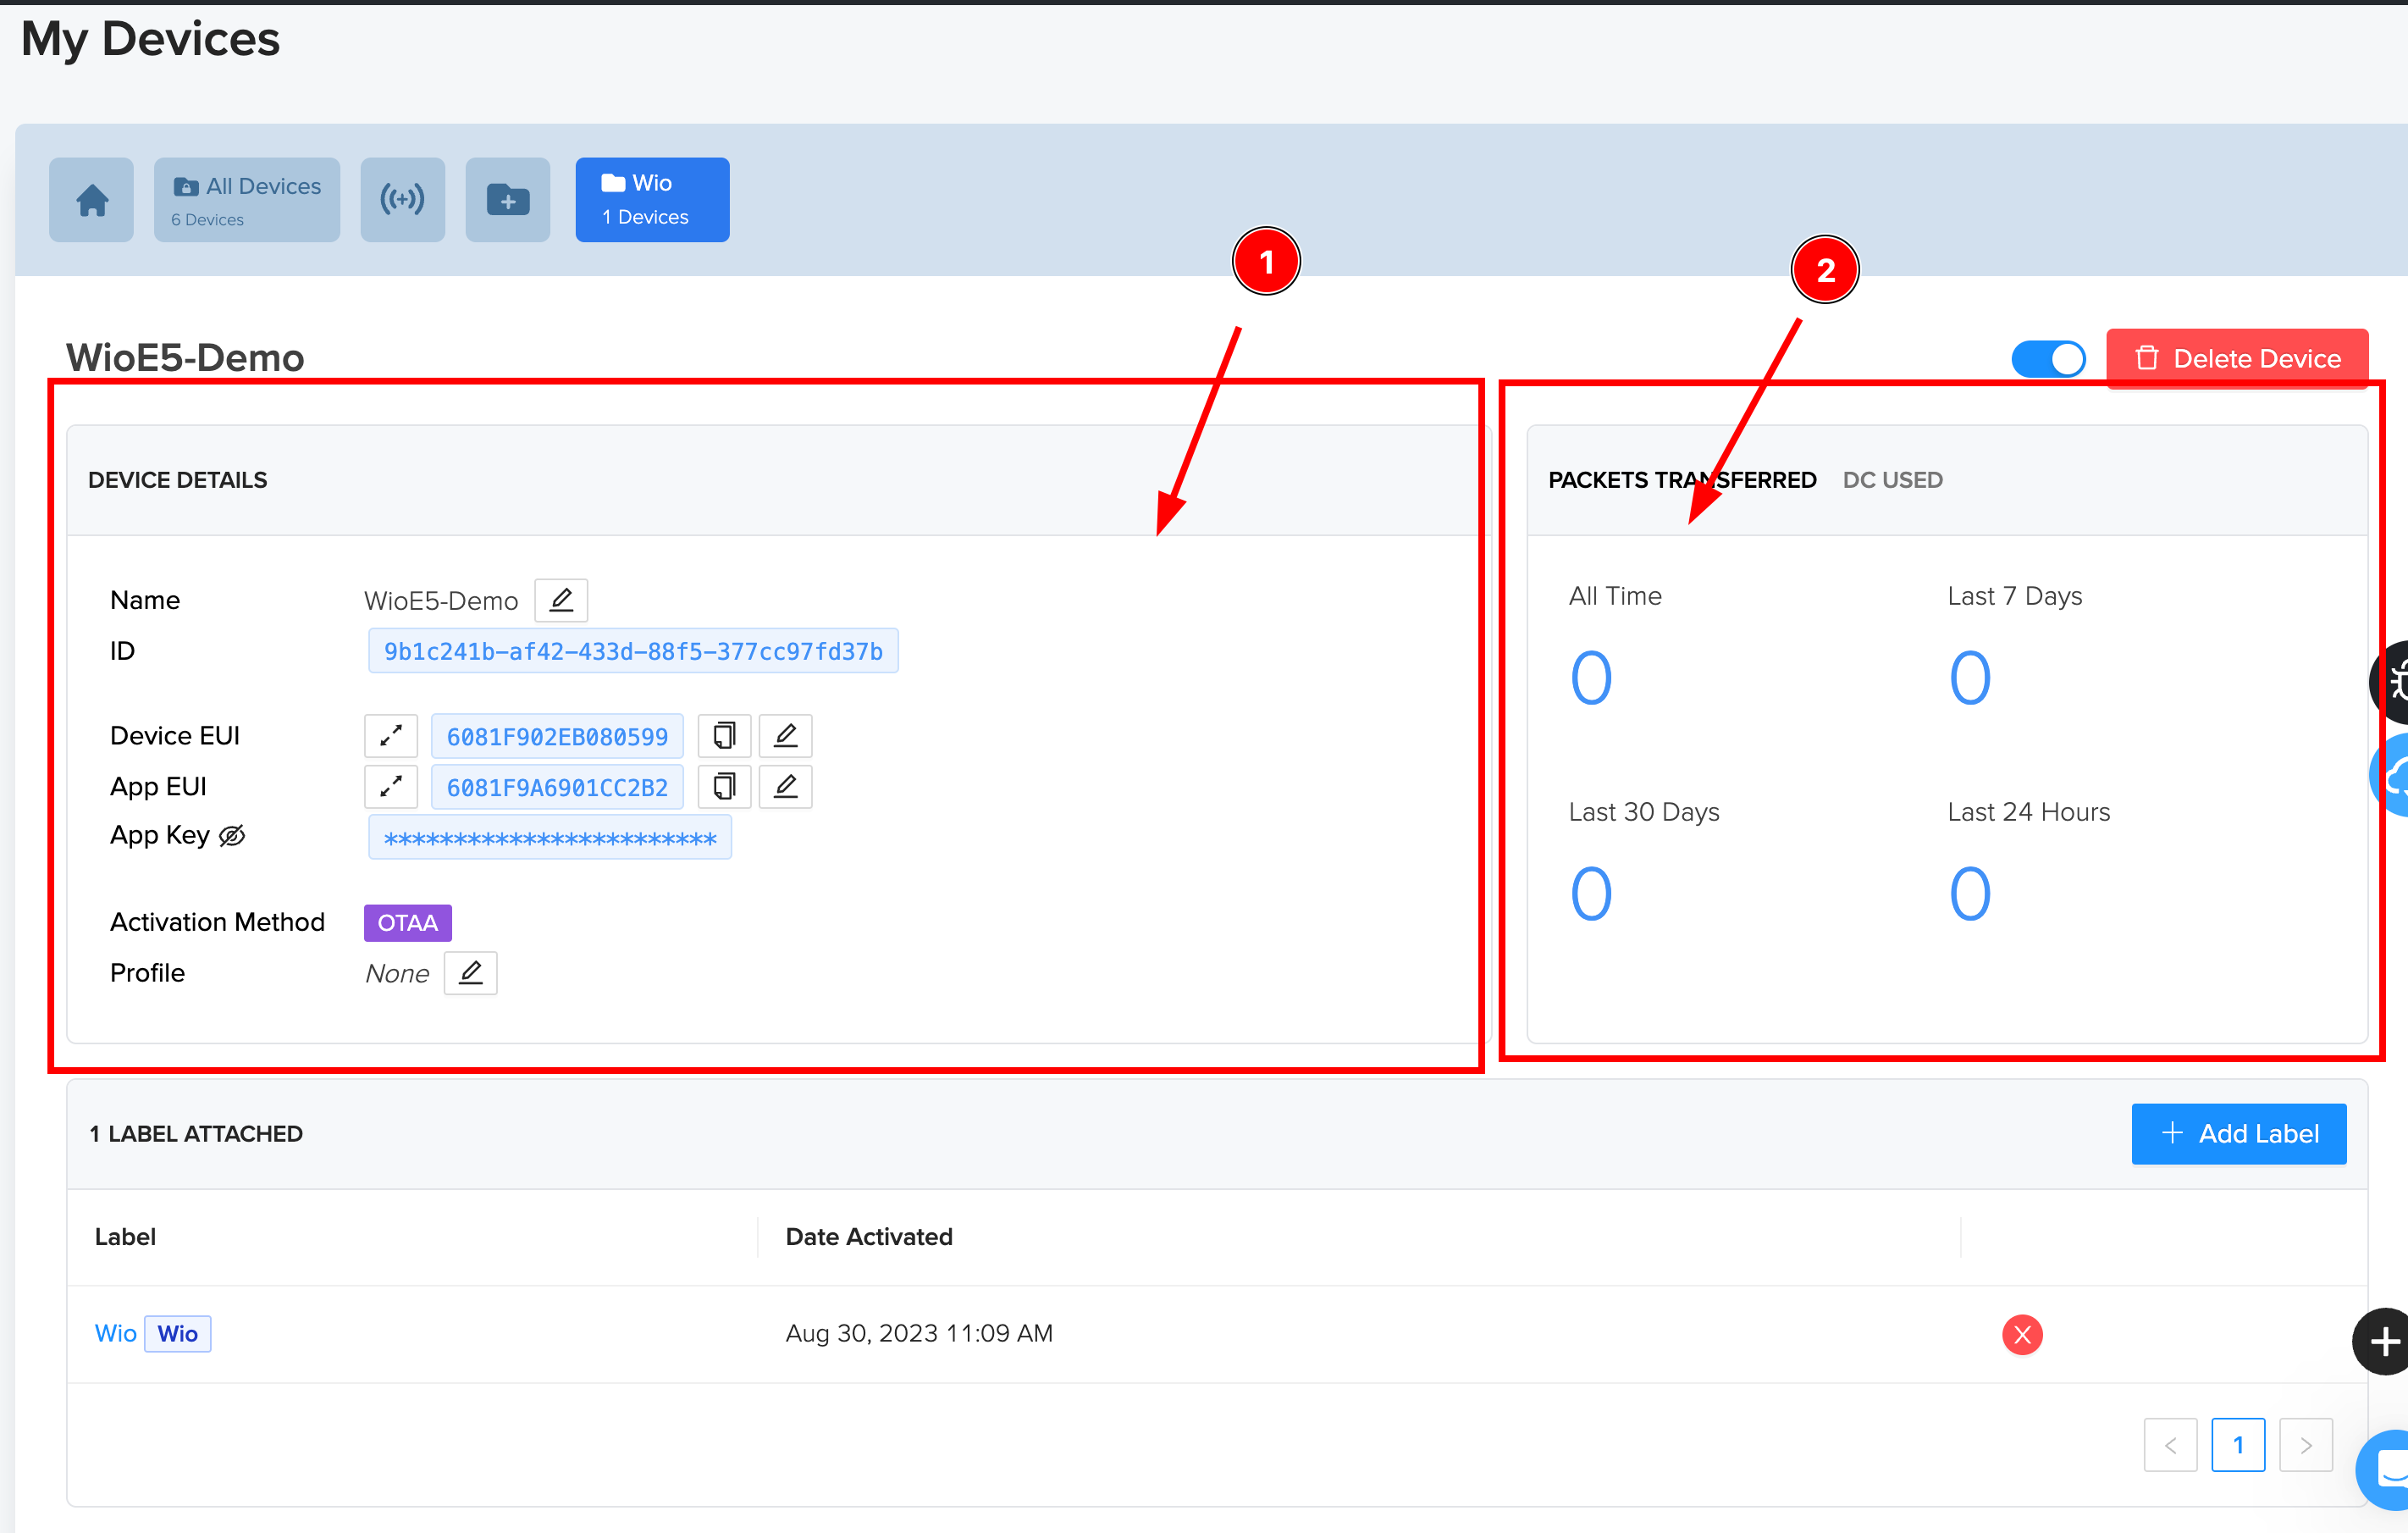 My Devices
All Devices
6 Devices
Wio
1 Devices
1
2
WioE5-Demo
Delete Device
DEVICE DETAILS
Name WioE5-Demo
ID 9b1c241b-af42-433d-88f5-377cc97fd37b
Device EUI 6081F902EB080599
App EUI 6081F9A6901CC2B2
App Key ************************
Activation Method OTAA
Profile None
PACKETS TRANSFERRED DC USED
All Time Last 7 Days
0 0
Last 30 Days Last 24 Hours
0 0
1 LABEL ATTACHED
+ Add Label
Label Date Activated
Wio Wio Aug 30, 2023 11:09 AM
< 1 >